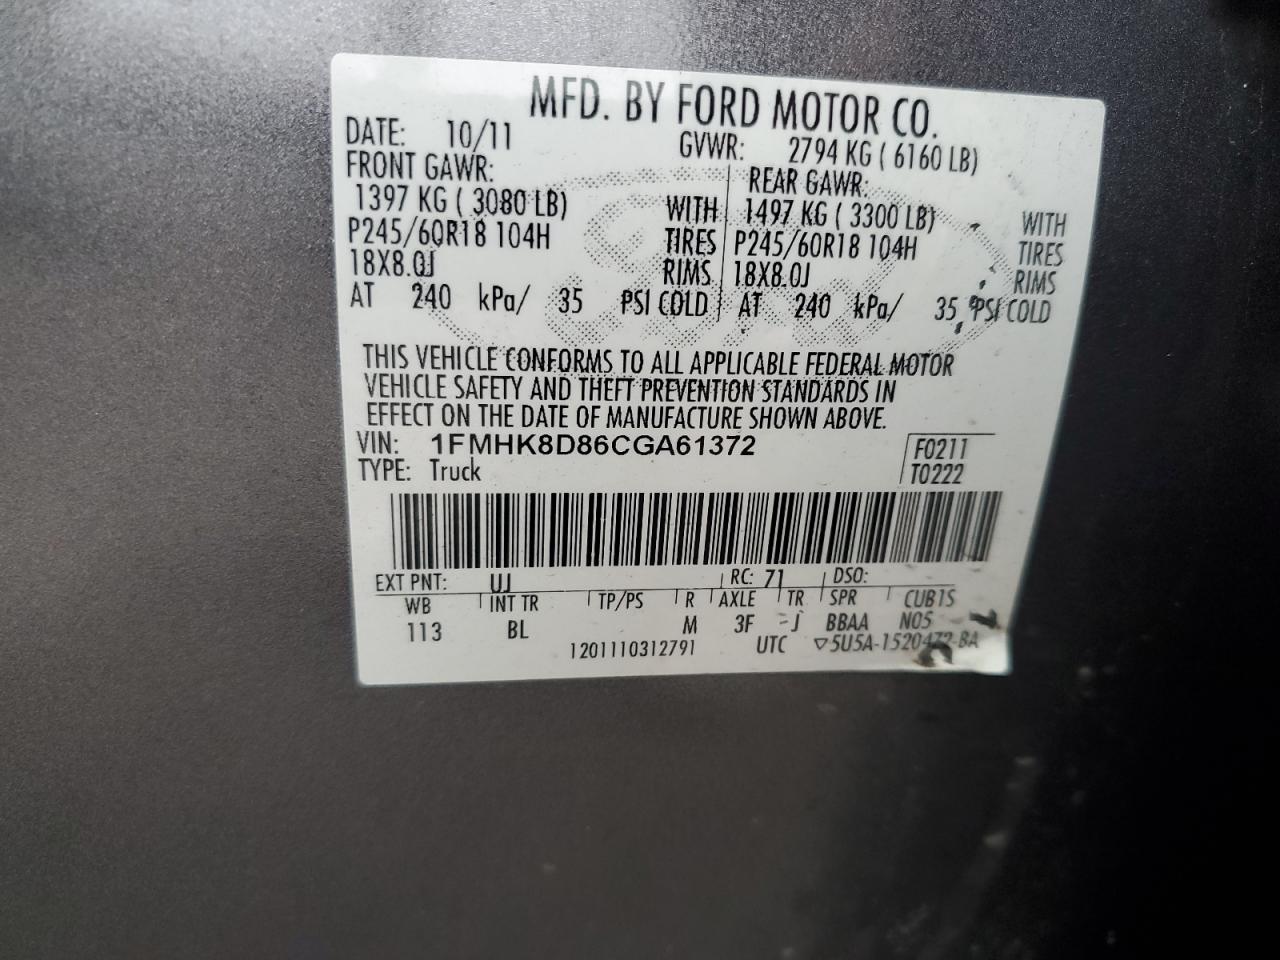 MFD. BY FORD MOTOR CO.
DATE: 10/11 GVWR: 2794 KG ( 6160 LB)
FRONT GAWR: REAR GAWR:
1397 KG ( 3080 LB) WITH 1497 KG ( 3300 LB) WITH
P245/60R18 104H TIRES P245/60R18 104H TIRES
18X8.0J RIMS 18X8.0J RIMS
AT 240 kPa/ 35 PSI COLD AT 240 kPa/ 35 PSI COLD
THIS VEHICLE CONFORMS TO ALL APPLICABLE FEDERAL MOTOR
VEHICLE SAFETY AND THEFT PREVENTION STANDARDS IN
EFFECT ON THE DATE OF MANUFACTURE SHOWN ABOVE.
VIN: 1FMHK8D86CGA61372 F0211
TYPE: Truck T0222
EXT PNT: UJ RC: 71 DSO:
WB INT TR TP/PS R AXLE TR SPR CUB1S
113 BL M 3F J BBAA N05
1201110312791 UTC ▽5U5A-1520472-BA